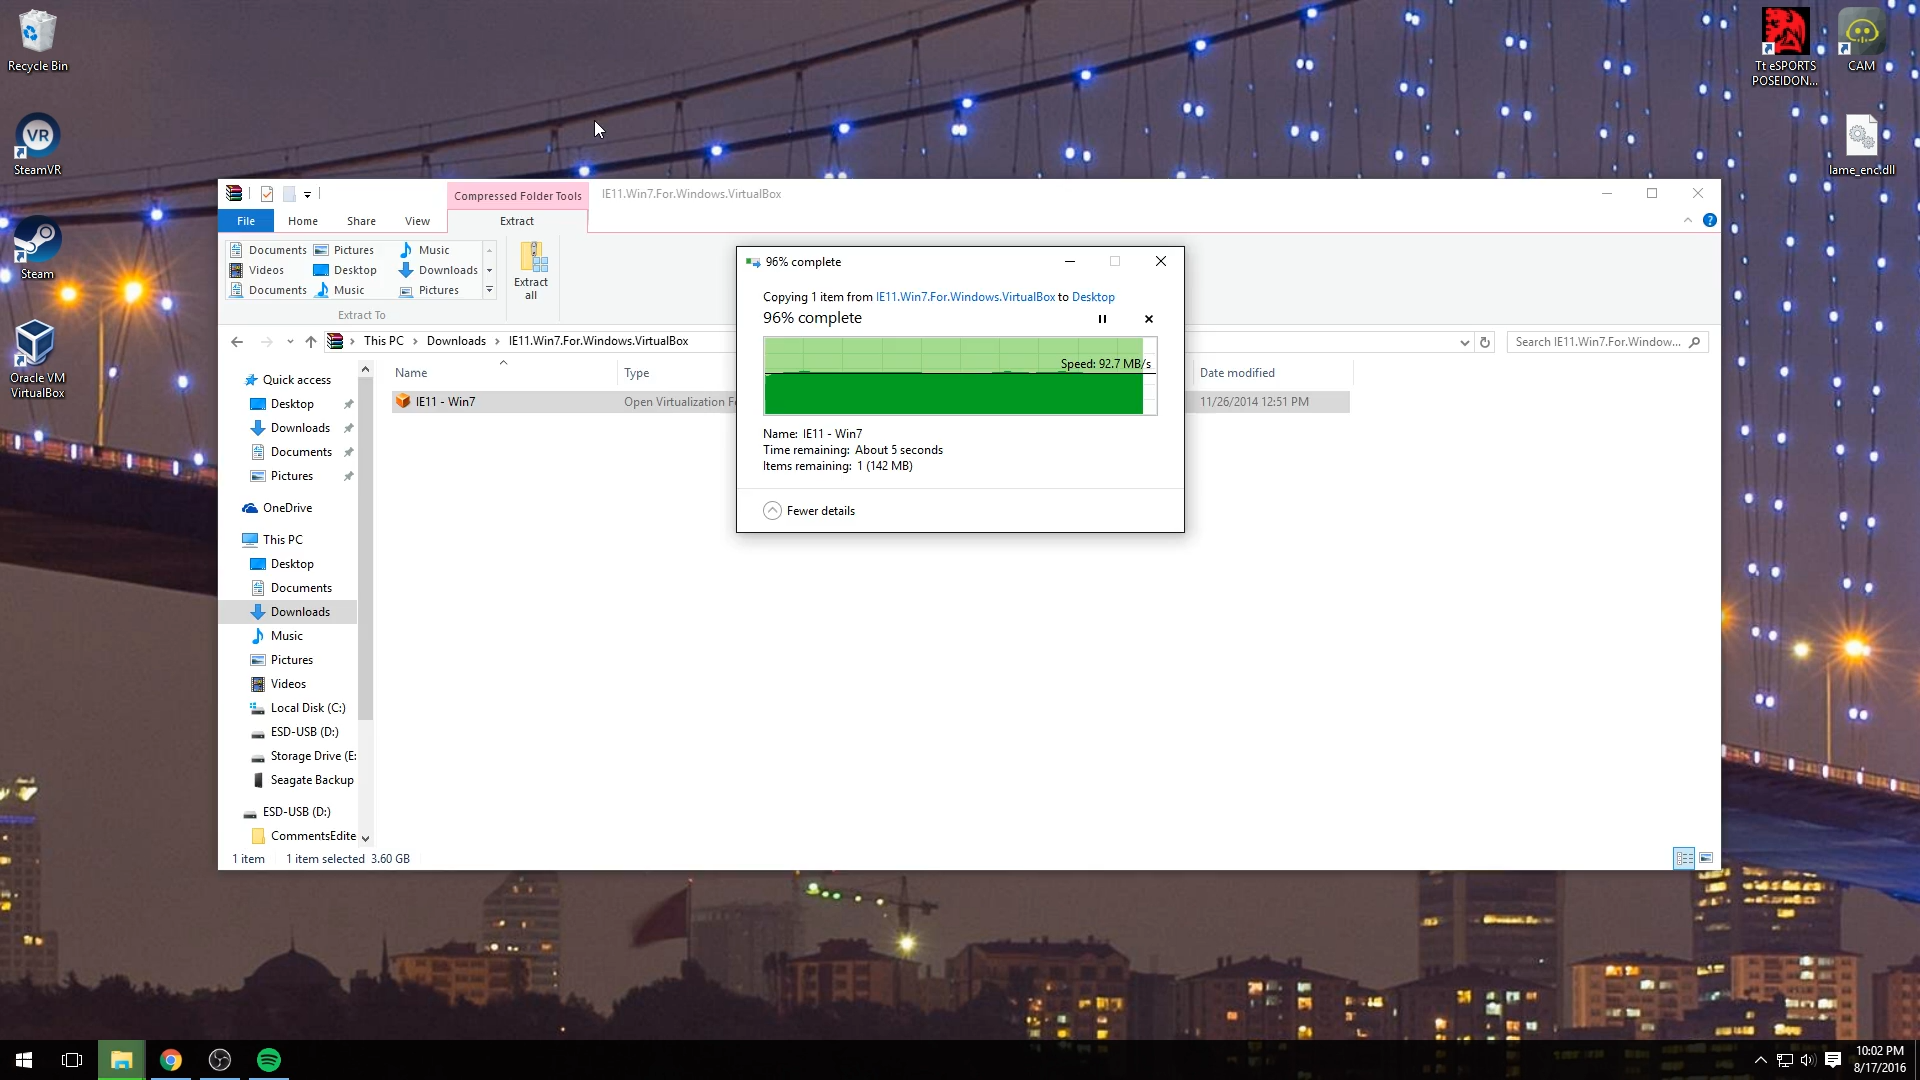 Recycle Bin
SteamVR
Steam
Oracle VM
VirtualBox
Tt eSPORTS
POSEIDON...
CAM
lame_enc.dll
Compressed Folder Tools
IE11.Win7.For.Windows.VirtualBox
File
Home
Share
View
Extract
Documents
Pictures
Music
Videos
Desktop
Downloads
Documents
Music
Pictures
Extract To
Extract
all
This PC
Downloads
IE11.Win7.For.Windows.VirtualBox
Search IE11.Win7.For.Window...
Name
Type
Date modified
IE11 - Win7
Open Virtualization Fo
11/26/2014 12:51 PM
Quick access
Desktop
Downloads
Documents
Pictures
OneDrive
This PC
Desktop
Documents
Downloads
Music
Pictures
Videos
Local Disk (C:)
ESD-USB (D:)
Storage Drive (E:
Seagate Backup
ESD-USB (D:)
CommentsEdite
1 item
1 item selected 3.60 GB
96% complete
Copying 1 item from IE11.Win7.For.Windows.VirtualBox to Desktop
96% complete
Speed: 92.7 MB/s
Name: IE11 - Win7
Time remaining: About 5 seconds
Items remaining: 1 (142 MB)
Fewer details
10:02 PM
8/17/2016